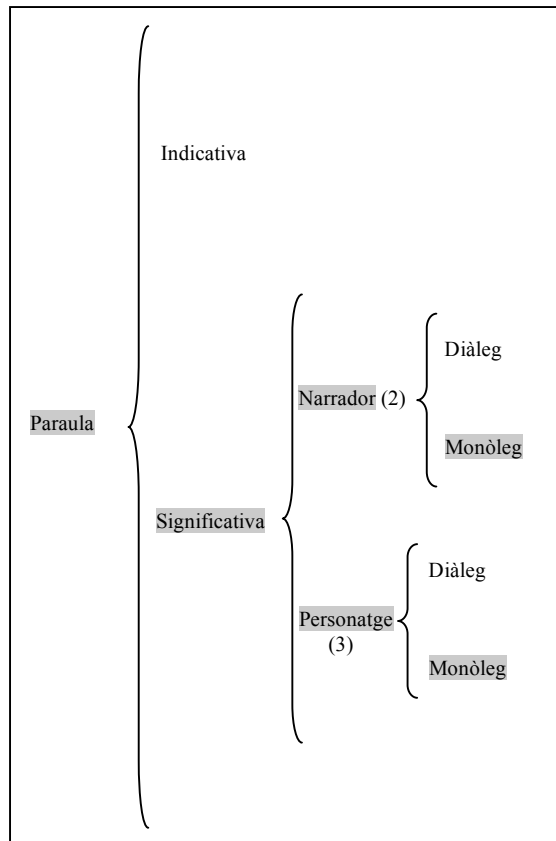 Indicativa
Diàleg
Narrador (2)
Paraula
Monòleg
Significativa
Diàleg
Personatge
(3)
Monòleg